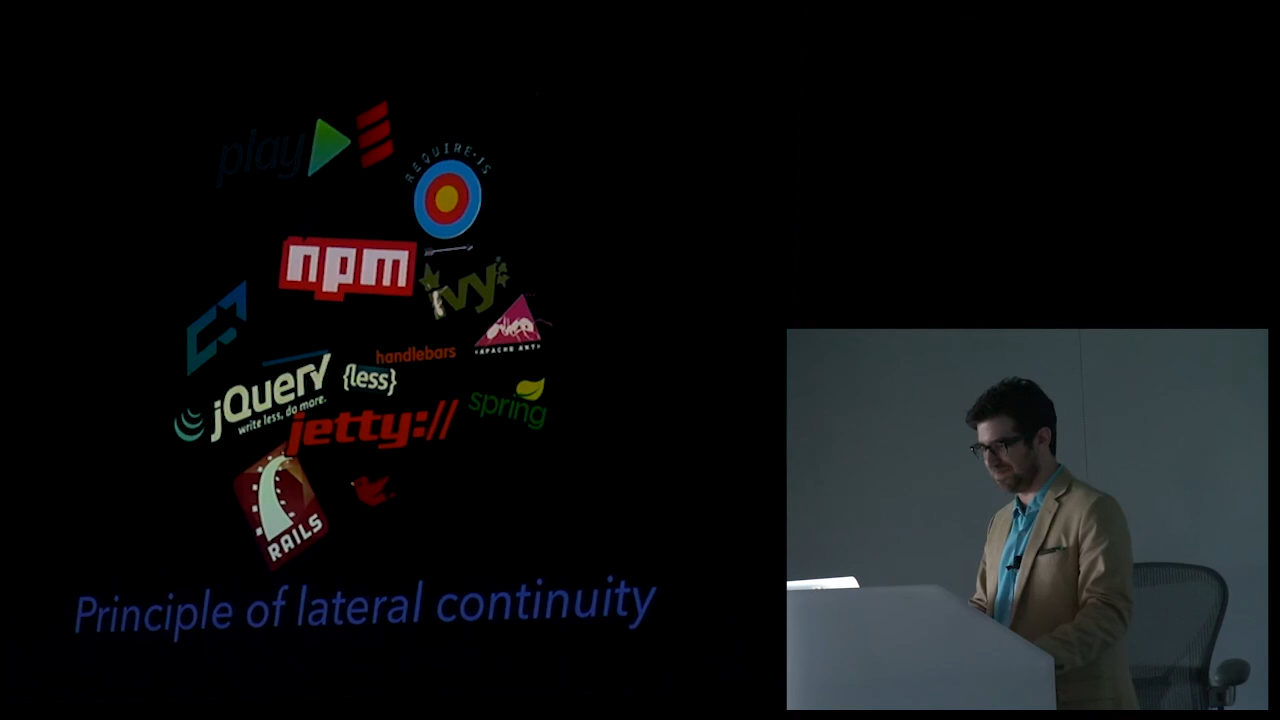 play
REQUIRE·JS
npm
ivy
APACHE ANT
handlebars
{less}
jQuery
write less, do more.
spring
jetty://
RAILS
Principle of lateral continuity